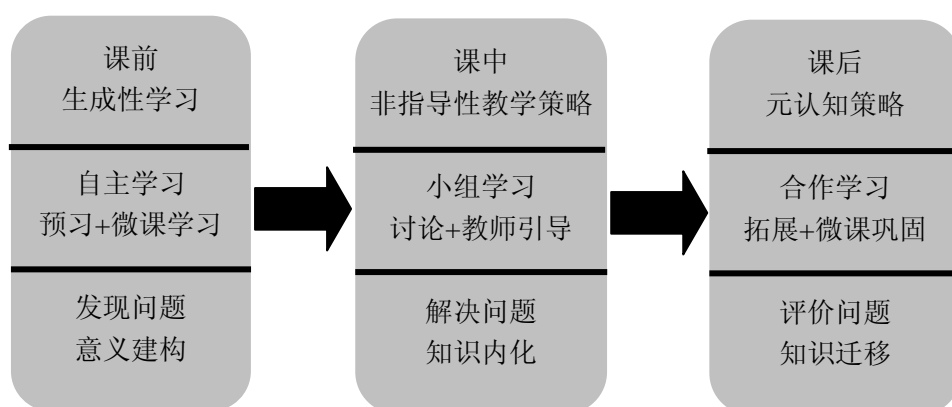 课前
生成性学习
自主学习
预习+微课学习
发现问题
意义建构
课中
非指导性教学策略
小组学习
讨论+教师引导
解决问题
知识内化
课后
元认知策略
合作学习
拓展+微课巩固
评价问题
知识迁移